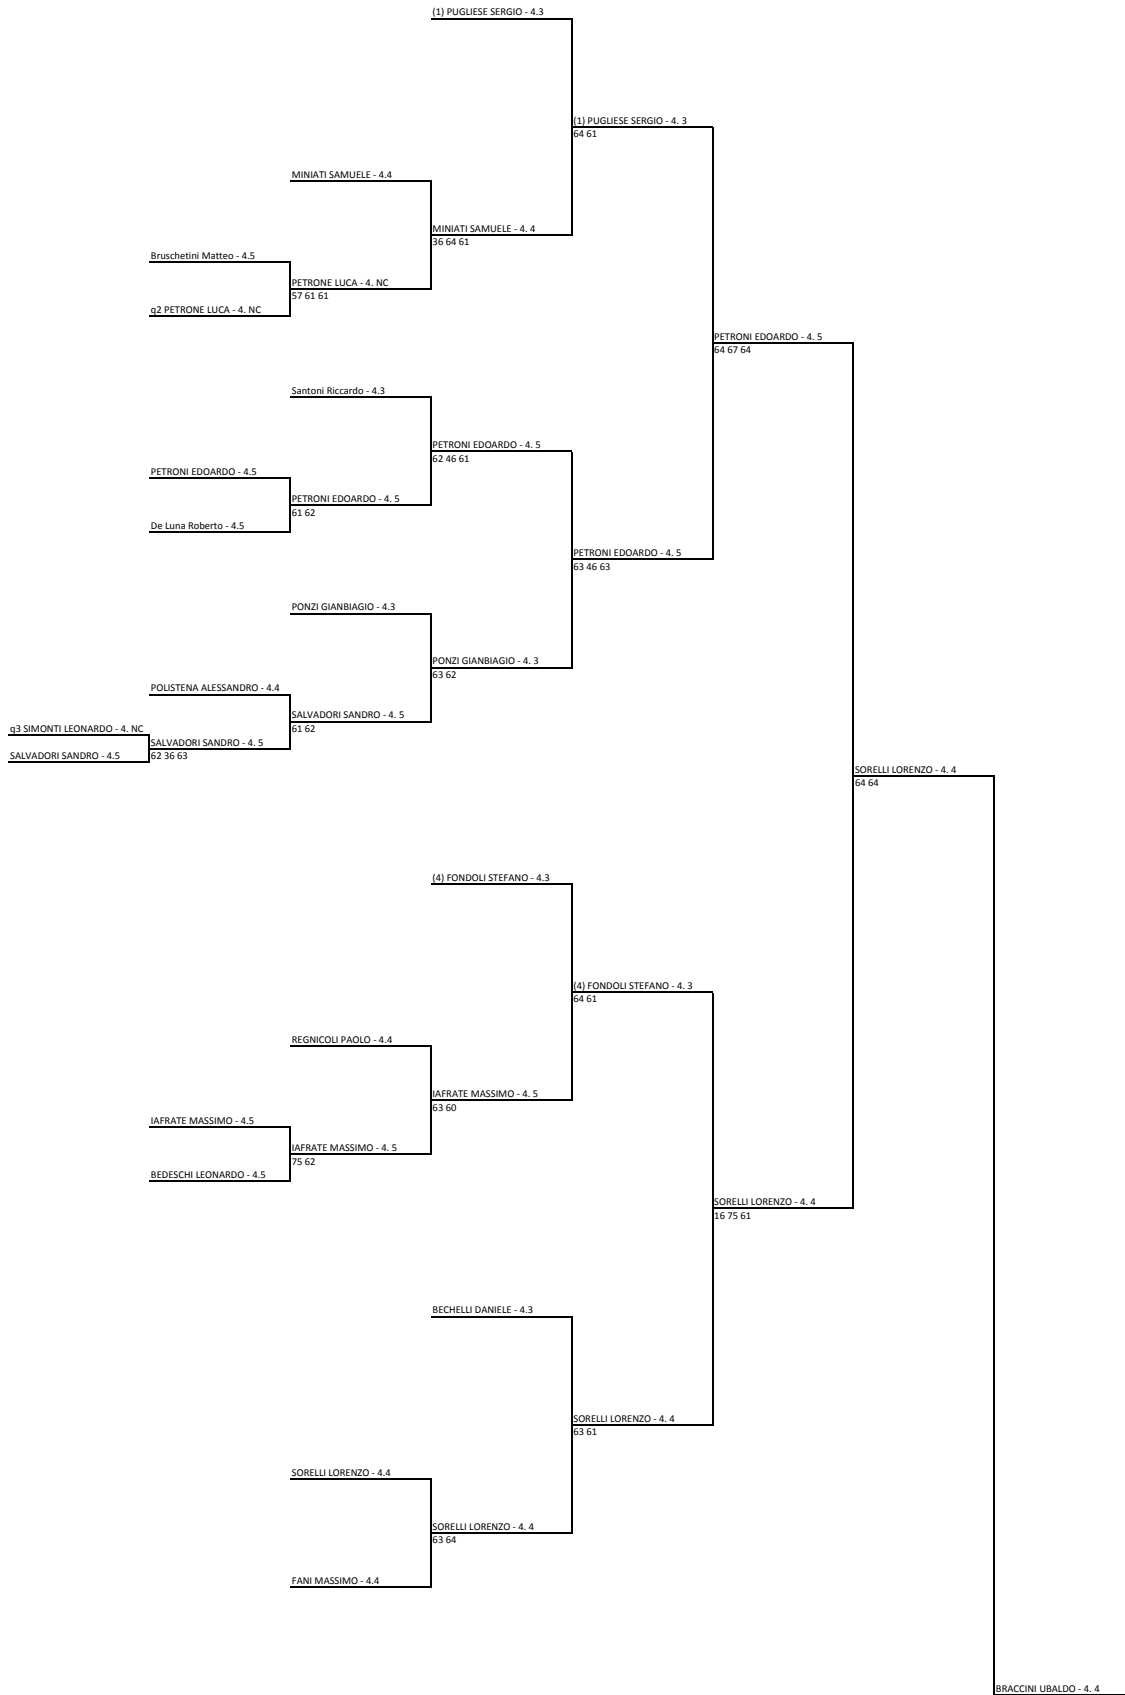 (1) PUGLIESE SERGIO - 4.3
(1) PUGLIESE SERGIO - 4. 3
64 61
MINIATI SAMUELE - 4.4
MINIATI SAMUELE - 4. 4
36 64 61
Bruschetini Matteo - 4.5
PETRONE LUCA - 4. NC
57 61 61
q2 PETRONE LUCA - 4. NC
PETRONI EDOARDO - 4. 5
64 67 64
Santoni Riccardo - 4.3
PETRONI EDOARDO - 4. 5
62 46 61
PETRONI EDOARDO - 4.5
PETRONI EDOARDO - 4. 5
61 62
De Luna Roberto - 4.5
PETRONI EDOARDO - 4. 5
63 46 63
PONZI GIANBIAGIO - 4.3
PONZI GIANBIAGIO - 4. 3
63 62
POLISTENA ALESSANDRO - 4.4
SALVADORI SANDRO - 4. 5
61 62
q3 SIMONTI LEONARDO - 4. NC
SALVADORI SANDRO - 4. 5
62 36 63
SALVADORI SANDRO - 4.5
SORELLI LORENZO - 4. 4
64 64
(4) FONDOLI STEFANO - 4.3
(4) FONDOLI STEFANO - 4. 3
64 61
REGNICOLI PAOLO - 4.4
IAFRATE MASSIMO - 4. 5
63 60
IAFRATE MASSIMO - 4.5
IAFRATE MASSIMO - 4. 5
75 62
BEDESCHI LEONARDO - 4.5
SORELLI LORENZO - 4. 4
16 75 61
BECHELLI DANIELE - 4.3
SORELLI LORENZO - 4. 4
63 61
SORELLI LORENZO - 4.4
SORELLI LORENZO - 4. 4
63 64
FANI MASSIMO - 4.4
BRACCINI UBALDO - 4. 4